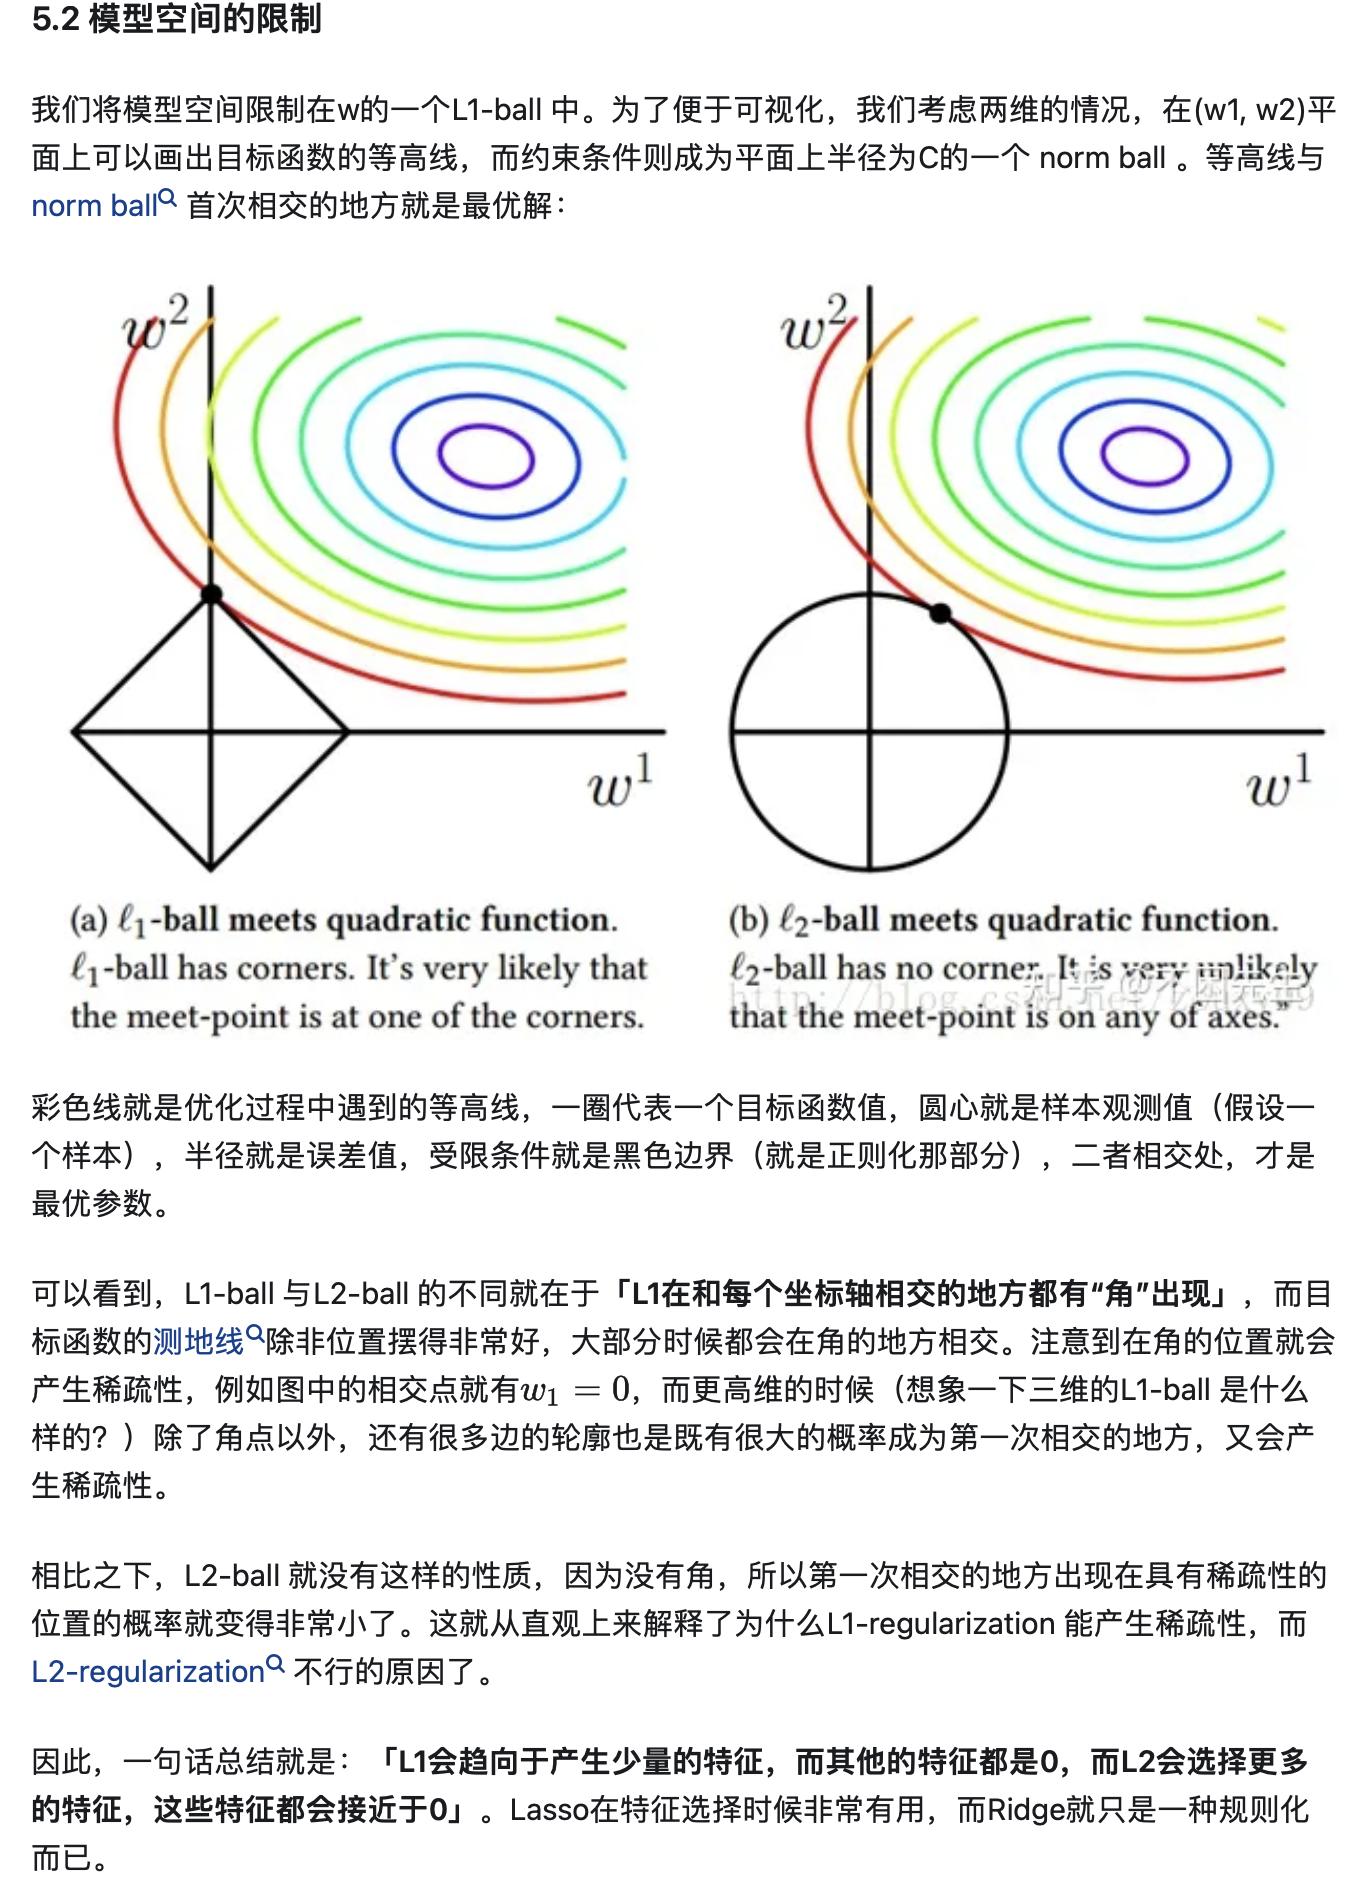 5.2 模型空间的限制
我们将模型空间限制在w的一个L1-ball 中。为了便于可视化，我们考虑两维的情况，在(w1, w2)平
面上可以画出目标函数的等高线，而约束条件则成为平面上半径为C的一个 norm ball 。等高线与
norm ball 首次相交的地方就是最优解：
w²
w¹
w²
w¹
(a) ℓ₁-ball meets quadratic function.
ℓ₁-ball has corners. It's very likely that
the meet-point is at one of the corners.
(b) ℓ₂-ball meets quadratic function.
ℓ₂-ball has no corner. It is very unlikely
that the meet-point is on any of axes."
知乎
彩色线就是优化过程中遇到的等高线，一圈代表一个目标函数值，圆心就是样本观测值（假设一
个样本），半径就是误差值，受限条件就是黑色边界（就是正则化那部分），二者相交处，才是
最优参数。
可以看到，L1-ball 与L2-ball 的不同就在于「L1在和每个坐标轴相交的地方都有“角”出现」，而目
标函数的测地线除非位置摆得非常好，大部分时候都会在角的地方相交。注意到在角的位置就会
产生稀疏性，例如图中的相交点就有w₁ = 0，而更高维的时候（想象一下三维的L1-ball 是什么
样的？）除了角点以外，还有很多边的轮廓也是既有很大的概率成为第一次相交的地方，又会产
生稀疏性。
相比之下，L2-ball 就没有这样的性质，因为没有角，所以第一次相交的地方出现在具有稀疏性的
位置的概率就变得非常小了。这就从直观上来解释了为什么L1-regularization 能产生稀疏性，而
L2-regularization 不行的原因了。
因此，一句话总结就是：「L1会趋向于产生少量的特征，而其他的特征都是0，而L2会选择更多
的特征，这些特征都会接近于0」。Lasso在特征选择时候非常有用，而Ridge就只是一种规则化
而已。